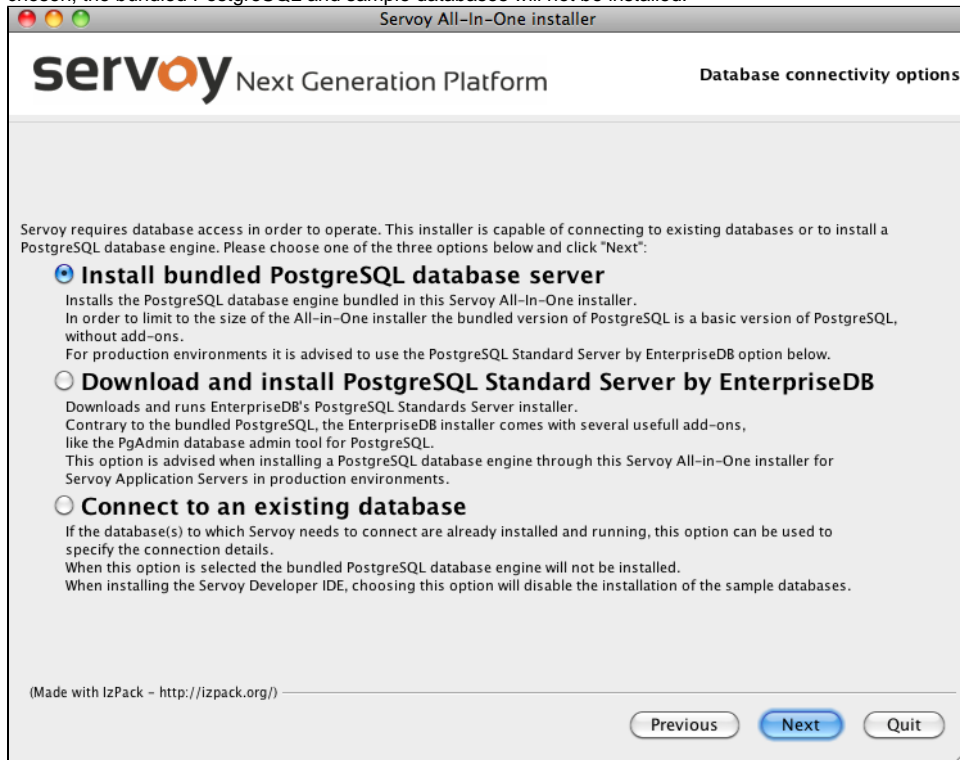 chosen, the bundled PostgreSQL and sample databases will not be installed.
Servoy All-In-One installer
servoy Next Generation Platform
Database connectivity options
Servoy requires database access in order to operate. This installer is capable of connecting to existing databases or to install a
PostgreSQL database engine. Please choose one of the three options below and click "Next":
Install bundled PostgreSQL database server
Installs the PostgreSQL database engine bundled in this Servoy All-In-One installer.
In order to limit to the size of the All-in-One installer the bundled version of PostgreSQL is a basic version of PostgreSQL,
without add-ons.
For production environments it is advised to use the PostgreSQL Standard Server by EnterpriseDB option below.
Download and install PostgreSQL Standard Server by EnterpriseDB
Downloads and runs EnterpriseDB's PostgreSQL Standards Server installer.
Contrary to the bundled PostgreSQL, the EnterpriseDB installer comes with several usefull add-ons,
like the PgAdmin database admin tool for PostgreSQL.
This option is advised when installing a PostgreSQL database engine through this Servoy All-in-One installer for
Servoy Application Servers in production environments.
Connect to an existing database
If the database(s) to which Servoy needs to connect are already installed and running, this option can be used to
specify the connection details.
When this option is selected the bundled PostgreSQL database engine will not be installed.
When installing the Servoy Developer IDE, choosing this option will disable the installation of the sample databases.
(Made with IzPack - http://izpack.org/)
Previous
Next
Quit